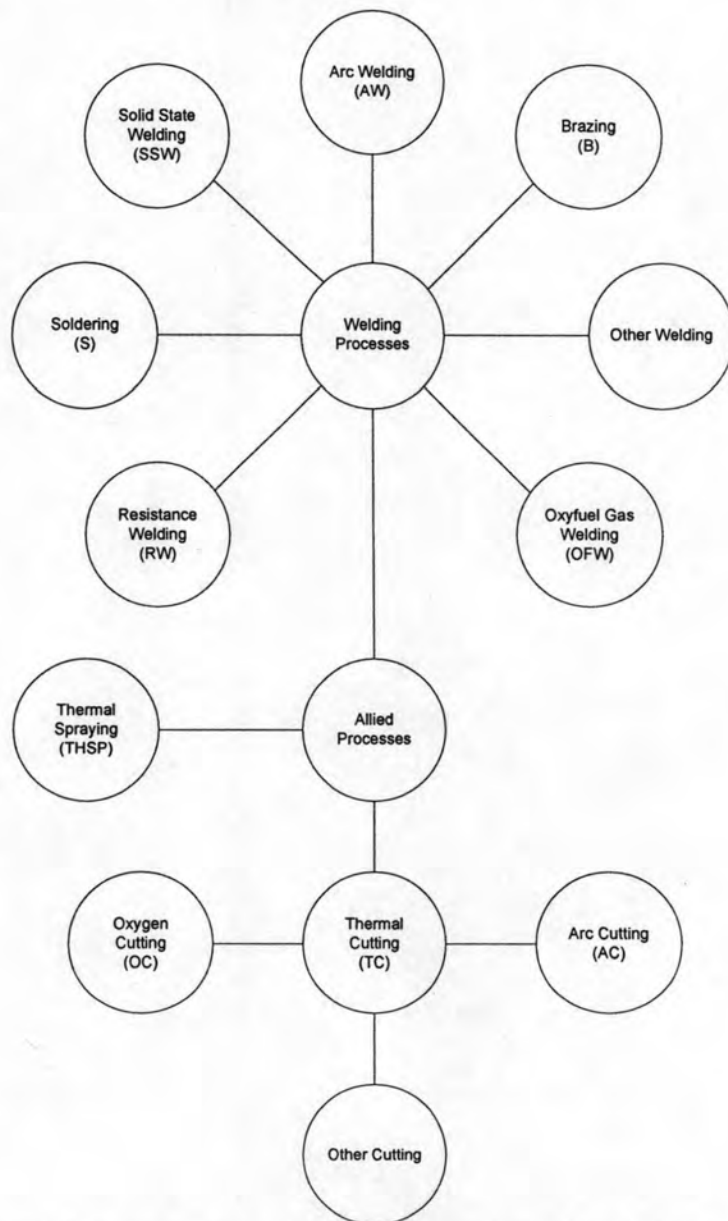 Arc Welding
(AW)
Solid State
Welding
(SSW)
Brazing
(B)
Soldering
(S)
Welding
Processes
Other Welding
Resistance
Welding
(RW)
Oxyfuel Gas
Welding
(OFW)
Thermal
Spraying
(THSP)
Allied
Processes
Oxygen
Cutting
(OC)
Thermal
Cutting
(TC)
Arc Cutting
(AC)
Other Cutting